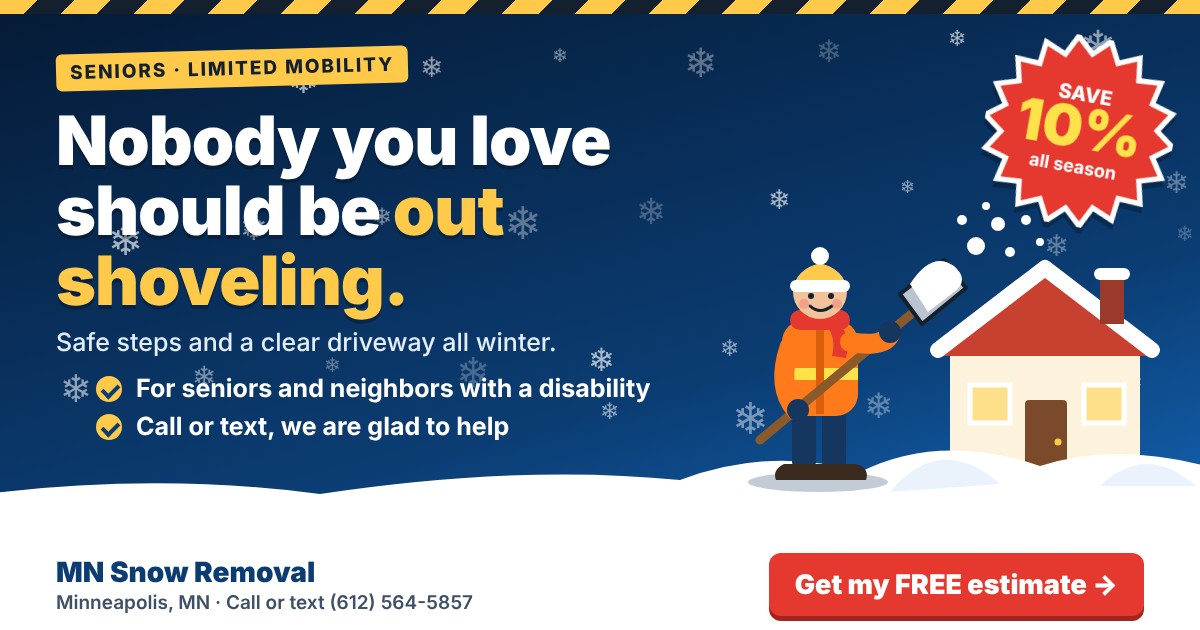 SENIORS · LIMITED MOBILITY
Nobody you love
should be out
shoveling.
Safe steps and a clear driveway all winter.
For seniors and neighbors with a disability
Call or text, we are glad to help
SAVE
10%
all season
MN Snow Removal
Minneapolis, MN · Call or text (612) 564-5857
Get my FREE estimate →